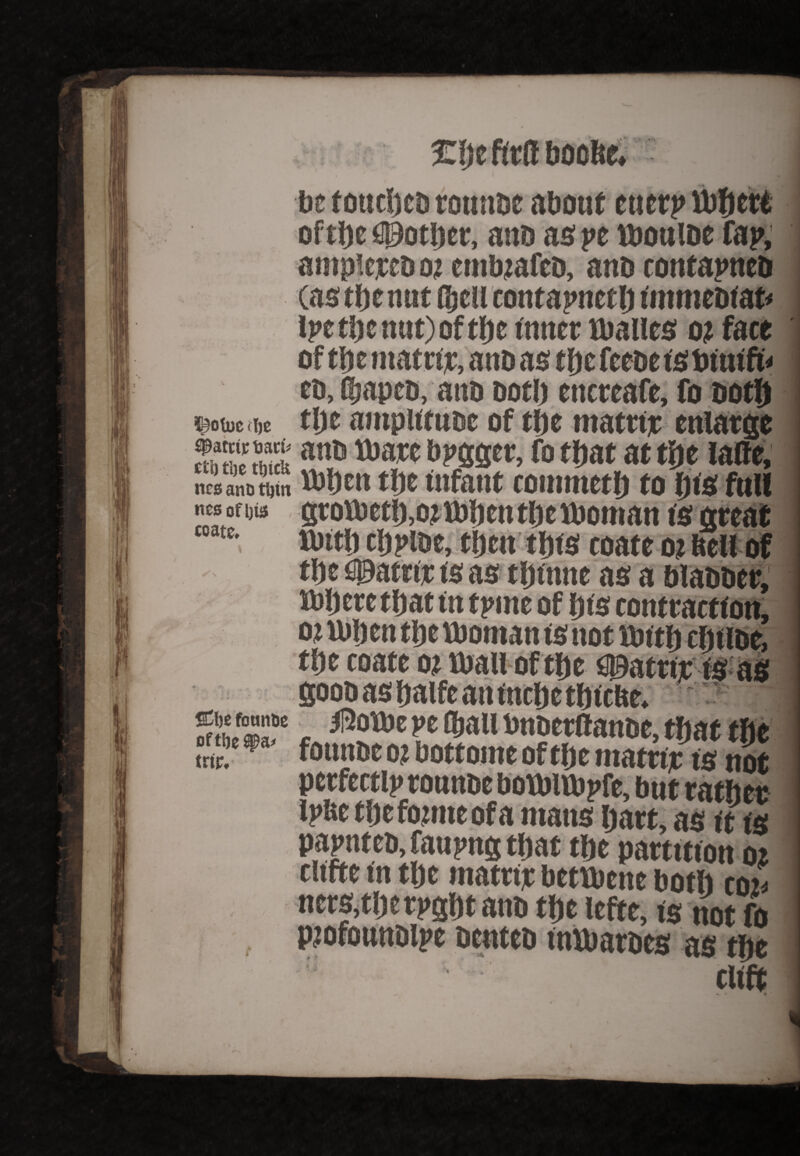 The first booke.
be touched rounde about euery wherε
of the Mother, and as ye woulde say,
amplexed or embrased, and contayned
(as the nut shell contayneth immediat-
lye the nut) of the inner walles or face
of the matrix, and as the seede is viuifi-
ed, shaped, and doth encrease, so doth
the amplitude of the matrix enlarge
and waxe bygger, so that at the laste,
when the infant commeth to his full
groweth, or when the woman is great
with chylde, then this coate or kell of
the Matrix is as thinne as a bladder,
where that in tyme of his contraction,
or when the woman is not with childe,
the coate or wall of the Matrix is as
good as halfe an inche thicke.
Nowe ye shall vnderstande, that the
founde or bottome of the matrix is not
perfectly rounde bowlwyse, but rather
lyke the forme of a mans hart, as it is
paynted, sauyng that the partition or
clifte in the matrix betwene both cor-
ners, the ryght and the lefte, is not so
profoundlye dented inwardes as the
clift
Howe the
Matrix vari-
eth the thick
nes and thin
nes of his
coate.
The founde
of the Ma-
trix.